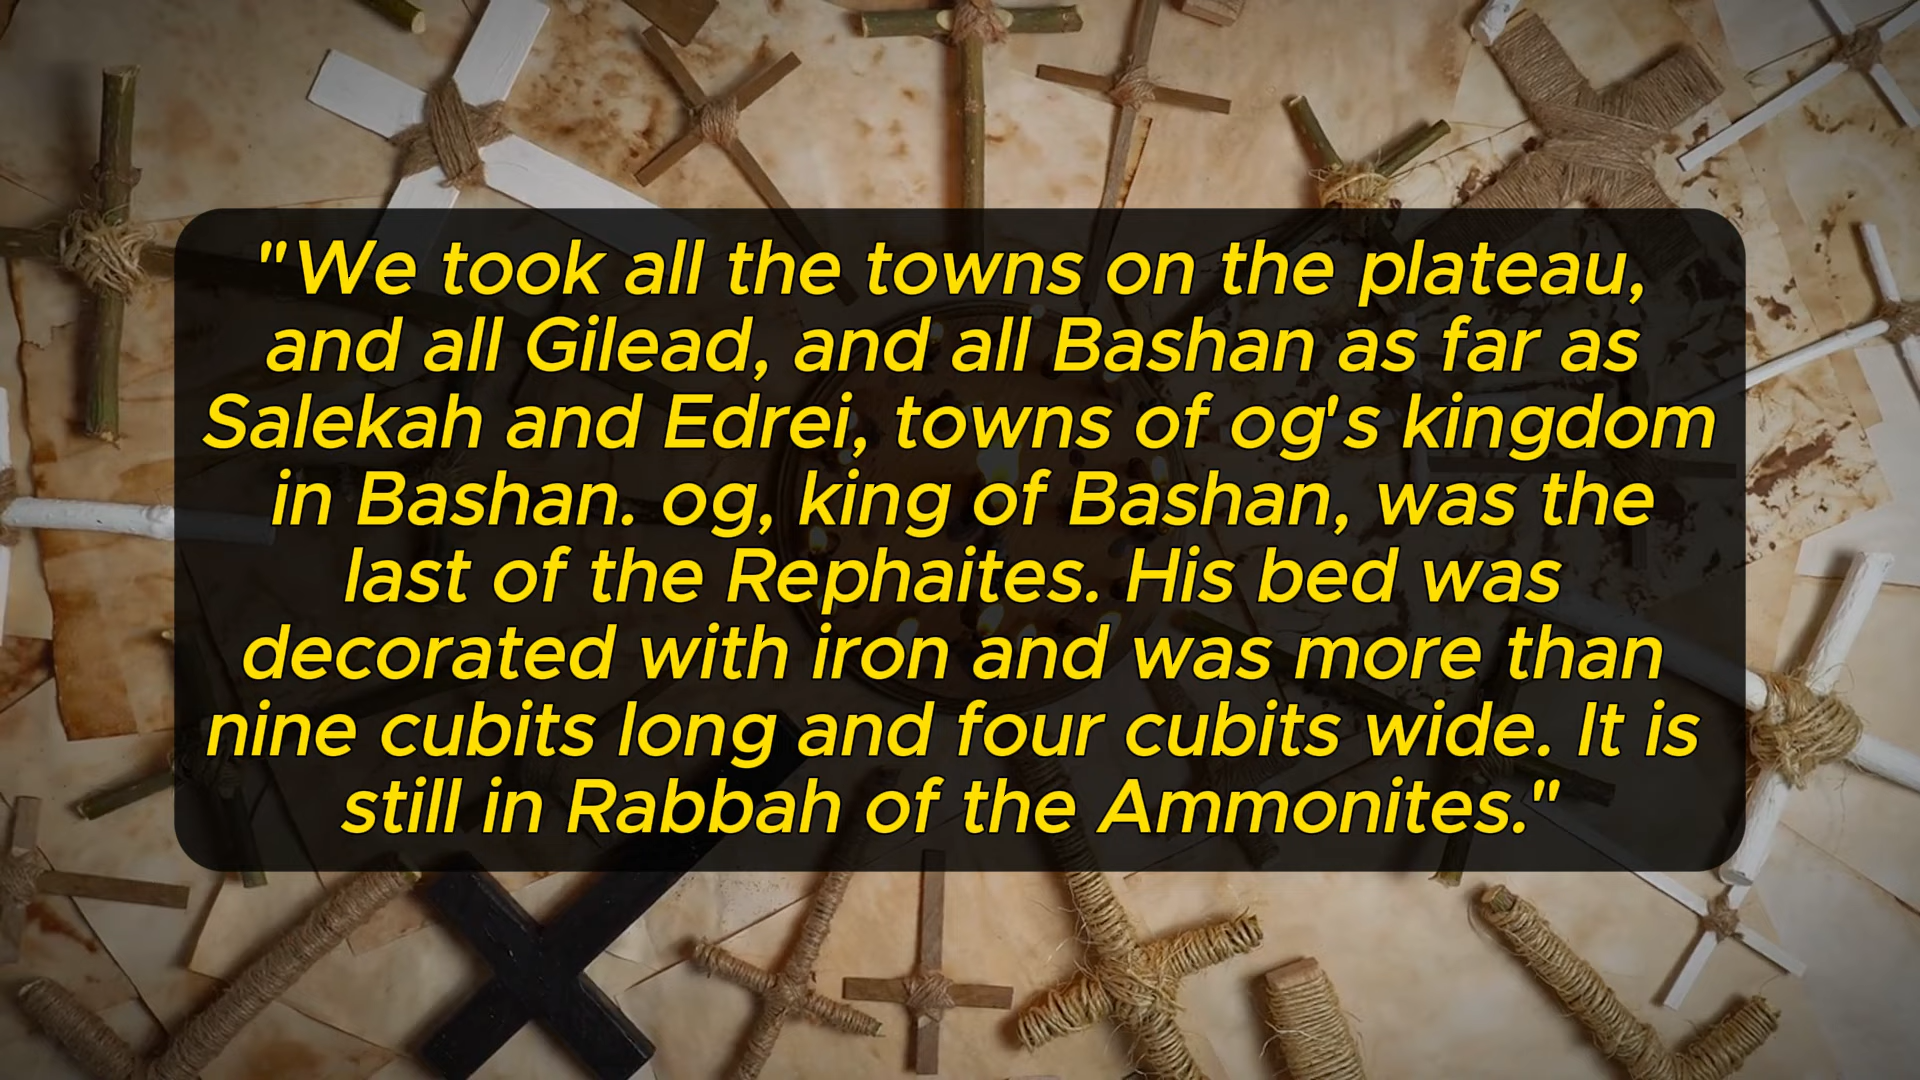 "We took all the towns on the plateau,
and all Gilead, and all Bashan as far as
Salekah and Edrei, towns of og's kingdom
in Bashan. og, king of Bashan, was the
last of the Rephaites. His bed was
decorated with iron and was more than
nine cubits long and four cubits wide. It is
still in Rabbah of the Ammonites."